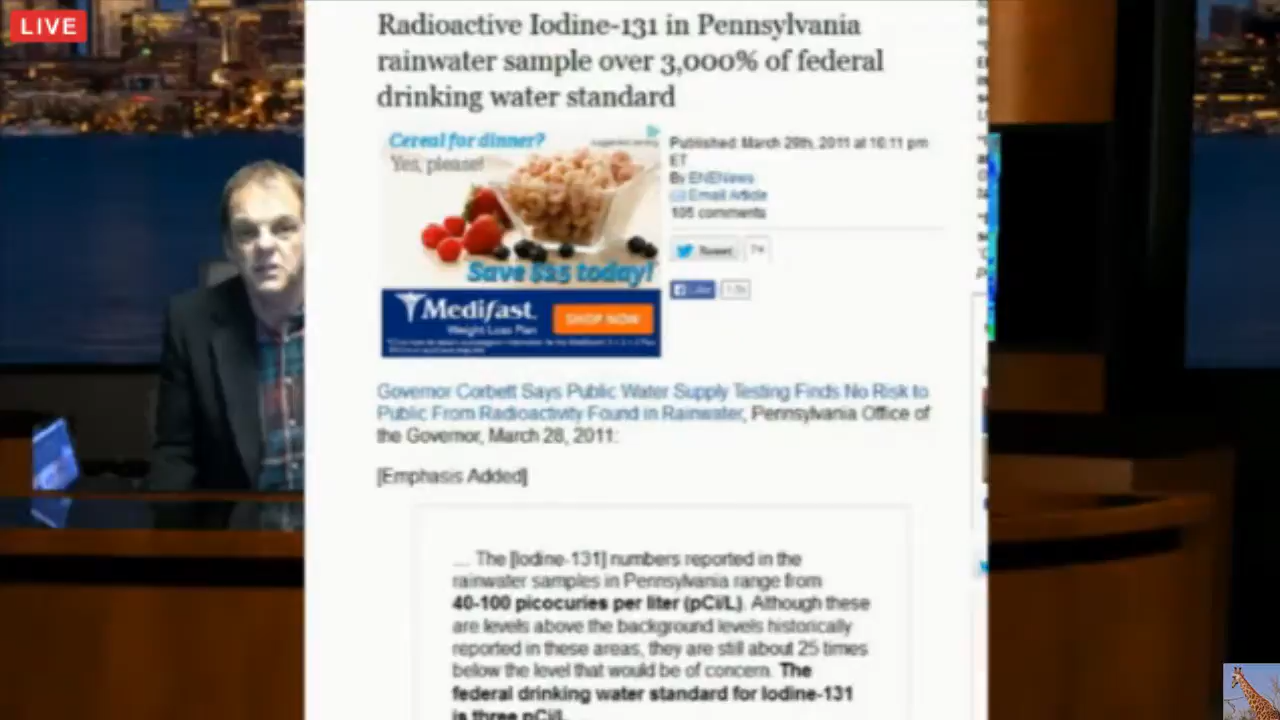 LIVE
Radioactive Iodine-131 in Pennsylvania
rainwater sample over 3,000% of federal
drinking water standard
Cereal for dinner?
Yes, please!
Save $25 today!
Medifast
Weight Loss Plan
SHOP NOW
Published: March 29th, 2011 at 10:11 pm
ET
By ENENews
Email Article
105 comments
Tweet
Like
Governor Corbett Says Public Water Supply Testing Finds No Risk to
Public From Radioactivity Found in Rainwater, Pennsylvania Office of
the Governor, March 28, 2011:
[Emphasis Added]
.... The [Iodine-131] numbers reported in the
rainwater samples in Pennsylvania range from
40-100 picocuries per liter (pCi/L). Although these
are levels above the background levels historically
reported in these areas, they are still about 25 times
below the level that would be of concern. The
federal drinking water standard for Iodine-131
is three pCi/L.